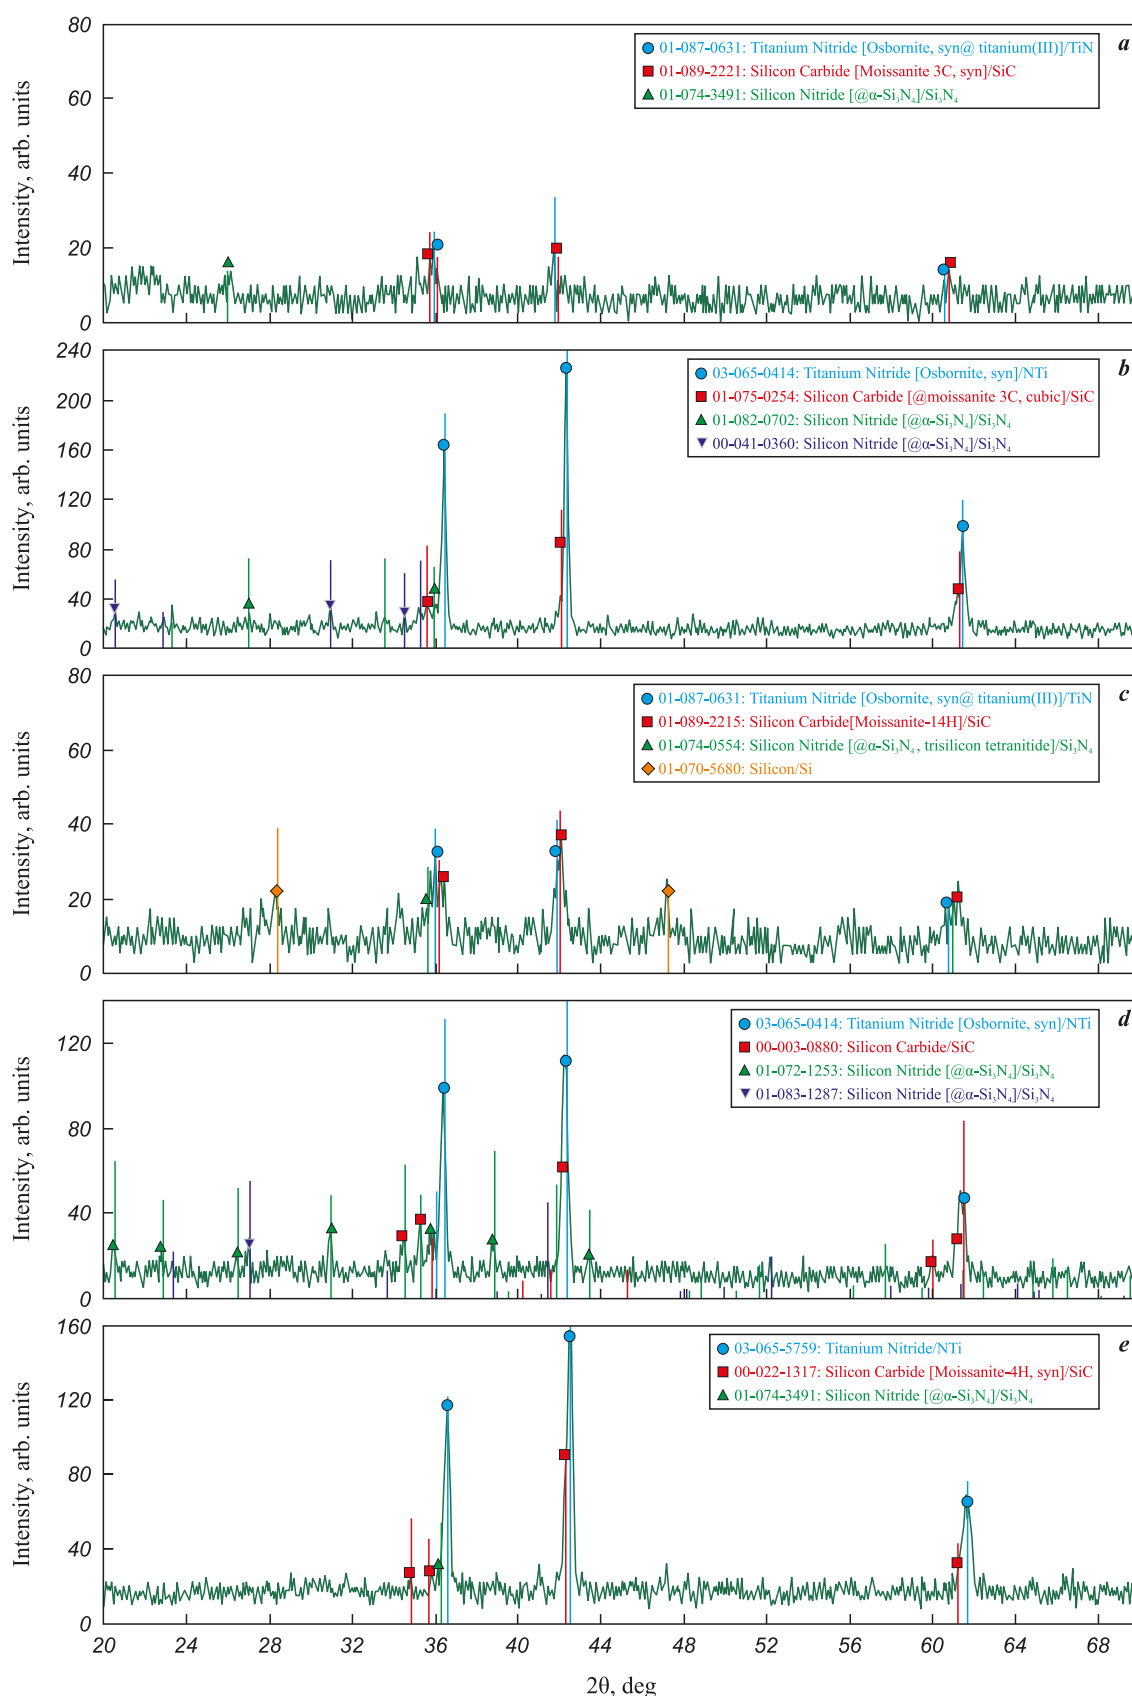 a
80
60
40
20
0
Intensity, arb. units
01-087-0631: Titanium Nitride [Osbornite, syn@ titanium(III)]/TiN
01-089-2221: Silicon Carbide [Moissanite 3C, syn]/SiC
01-074-3491: Silicon Nitride [@α-Si₃N₄]/Si₃N₄
b
240
200
160
120
80
40
0
Intensity, arb. units
03-065-0414: Titanium Nitride [Osbornite, syn]/NTi
01-075-0254: Silicon Carbide [@moissanite 3C, cubic]/SiC
01-082-0702: Silicon Nitride [@α-Si₃N₄]/Si₃N₄
00-041-0360: Silicon Nitride [@α-Si₃N₄]/Si₃N₄
c
80
60
40
20
0
Intensity, arb. units
01-087-0631: Titanium Nitride [Osbornite, syn@ titanium(III)]/TiN
01-089-2215: Silicon Carbide[Moissanite-14H]/SiC
01-074-0554: Silicon Nitride [@α-Si₃N₄, trisilicon tetranitide]/Si₃N₄
01-070-5680: Silicon/Si
d
120
80
40
0
Intensity, arb. units
03-065-0414: Titanium Nitride [Osbornite, syn]/NTi
00-003-0880: Silicon Carbide/SiC
01-072-1253: Silicon Nitride [@α-Si₃N₄]/Si₃N₄
01-083-1287: Silicon Nitride [@α-Si₃N₄]/Si₃N₄
e
160
120
80
40
0
Intensity, arb. units
03-065-5759: Titanium Nitride/NTi
00-022-1317: Silicon Carbide [Moissanite-4H, syn]/SiC
01-074-3491: Silicon Nitride [@α-Si₃N₄]/Si₃N₄
20 24 28 32 36 40 44 48 52 56 60 64 68
2θ, deg